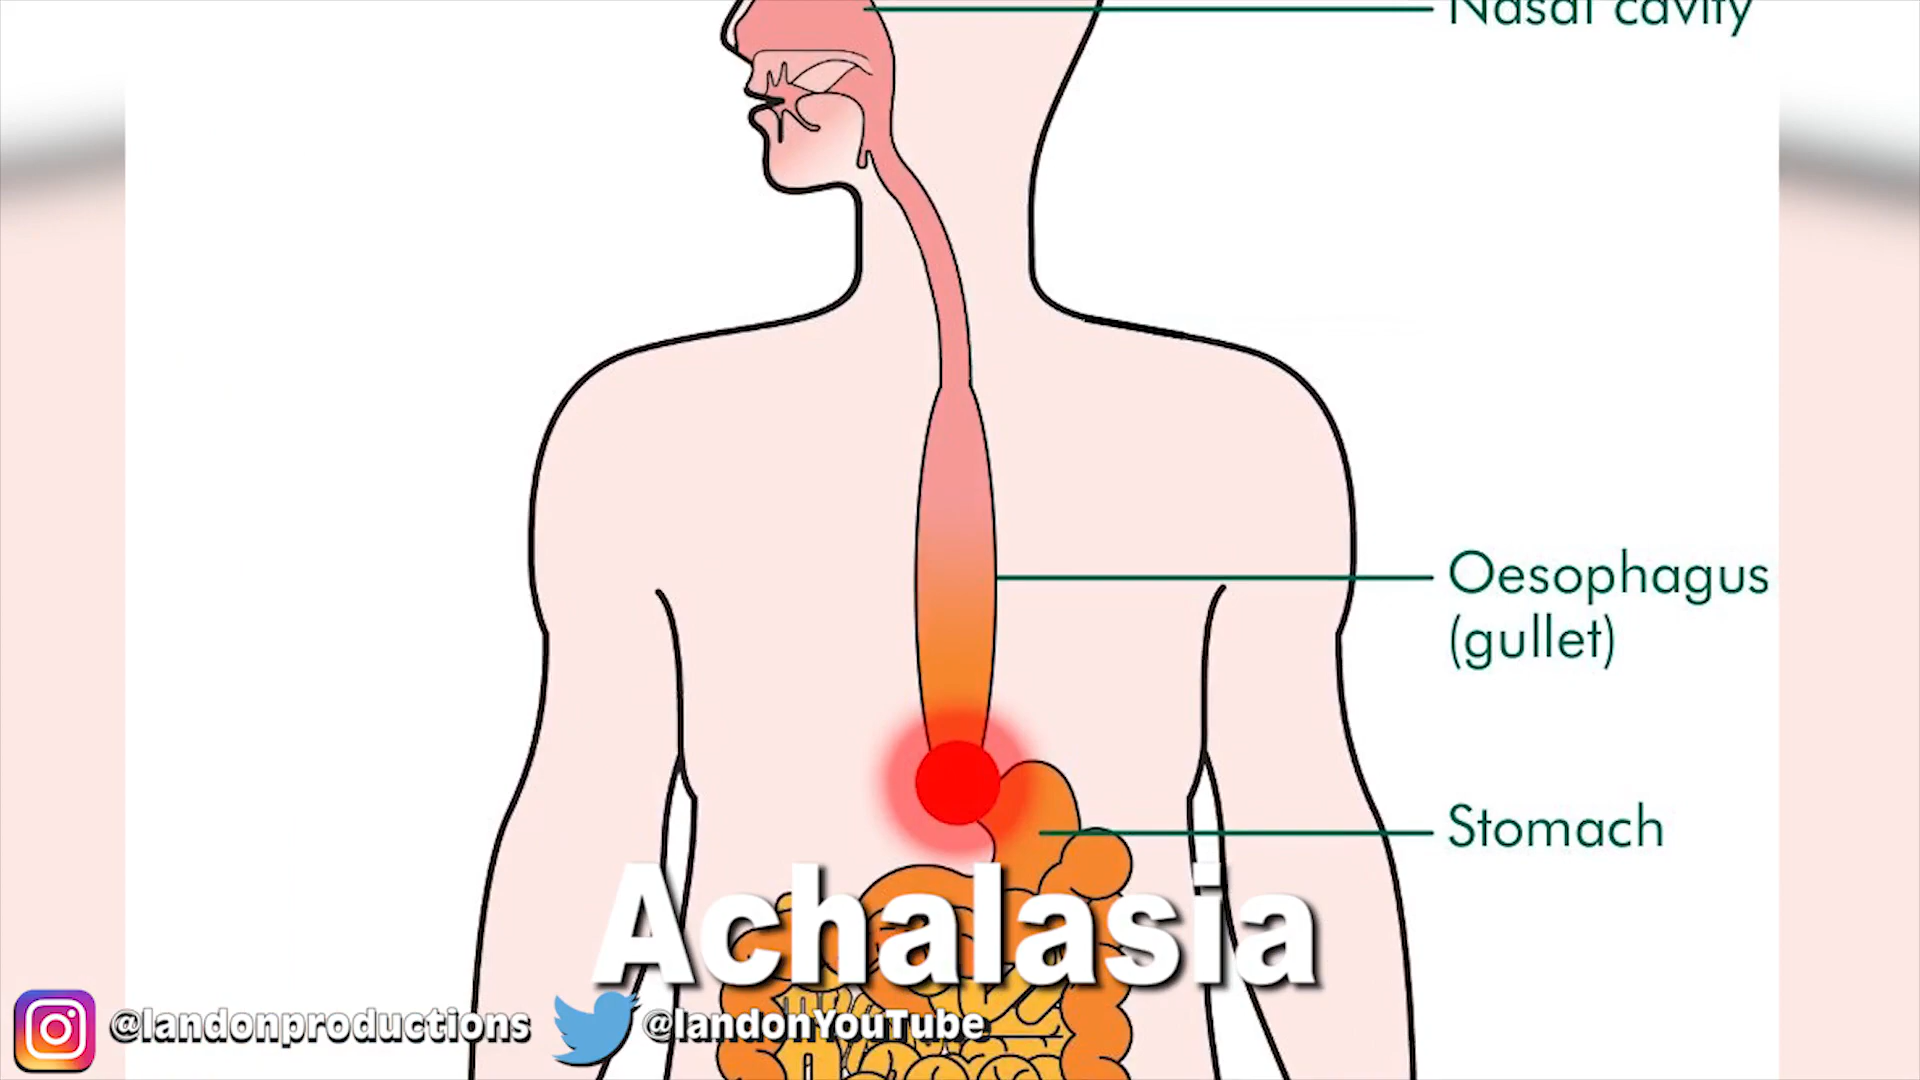 Nasal cavity
Oesophagus
(gullet)
Stomach
Achalasia
@landonproductions
@landonYouTube